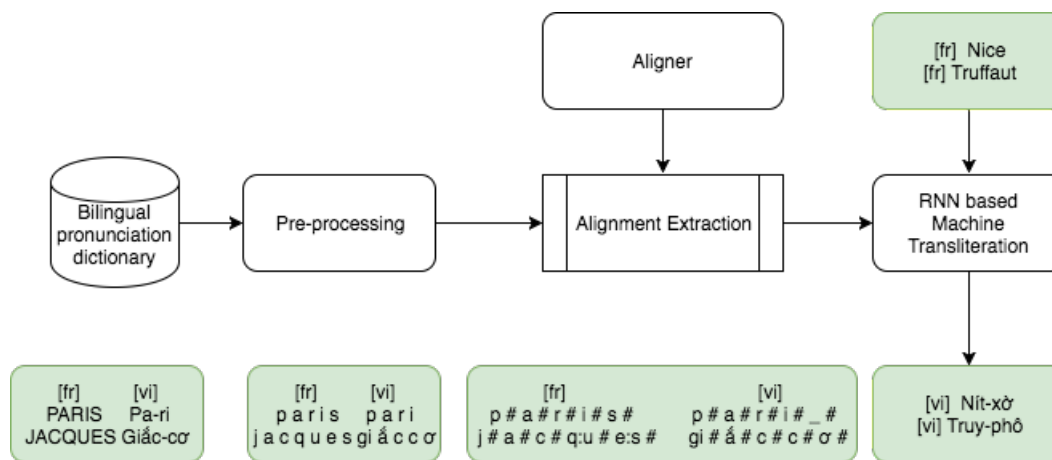 Aligner
[fr] Nice
[fr] Truffaut
Bilingual
pronunciation
dictionary
Pre-processing
Alignment Extraction
RNN based
Machine
Transliteration
[fr] [vi]
PARIS Pa-ri
JACQUES Giắc-cơ
[fr] [vi]
p a r i s p a r i
j a c q u e s g i ắ c c ơ
[fr] [vi]
p # a # r # i # s # p # a # r # i # _ #
j # a # c # q:u # e:s # gi # ắ # c # c # ơ #
[vi] Nít-xờ
[vi] Truy-phô